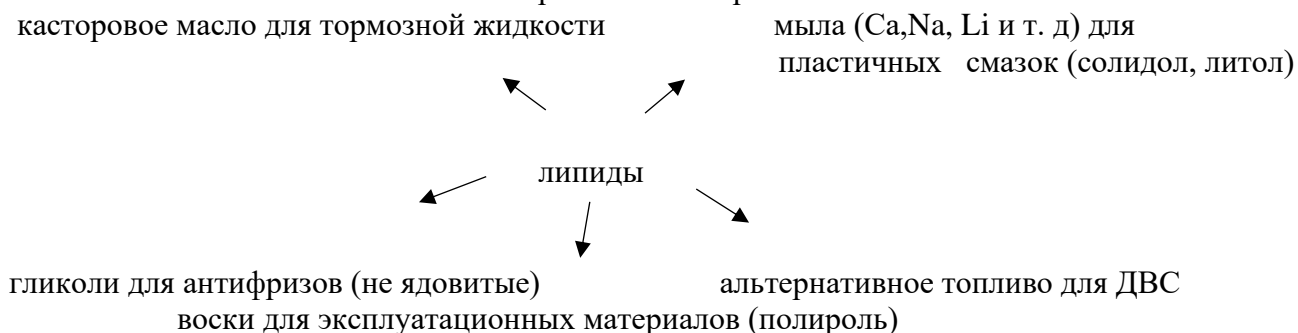 касторовое масло для тормозной жидкости мыла (Ca,Na, Li и т. д) для
пластичных смазок (солидол, литол)
липиды
гликоли для антифризов (не ядовитые) альтернативное топливо для ДВС
воски для эксплуатационных материалов (полироль)